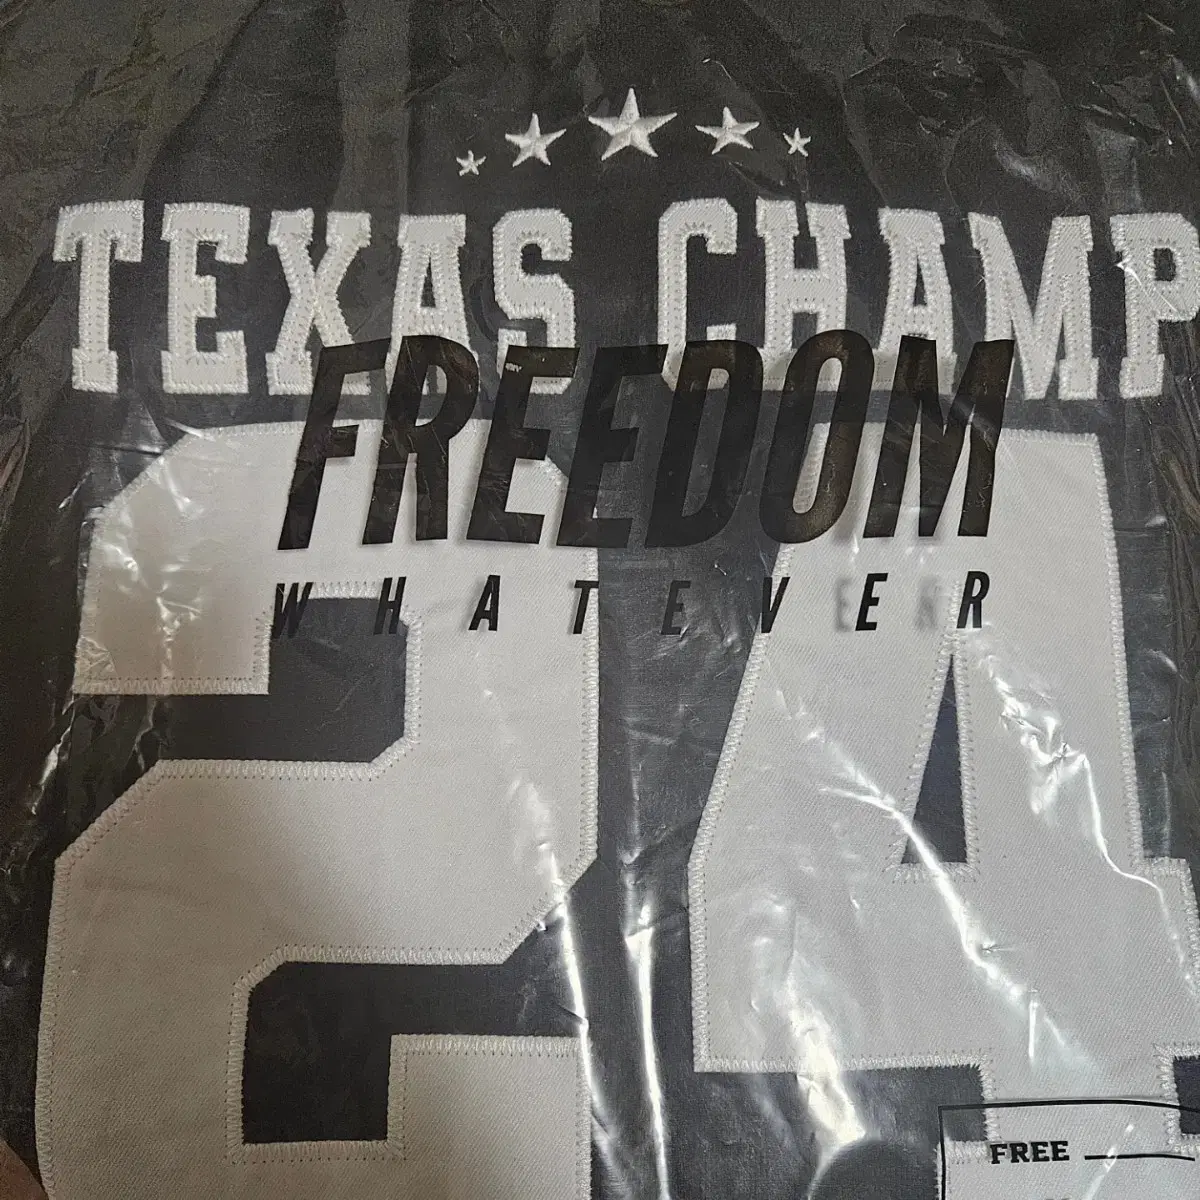 TEXAS CHAMP
FREEDOM
WHATEVER
24
FREE